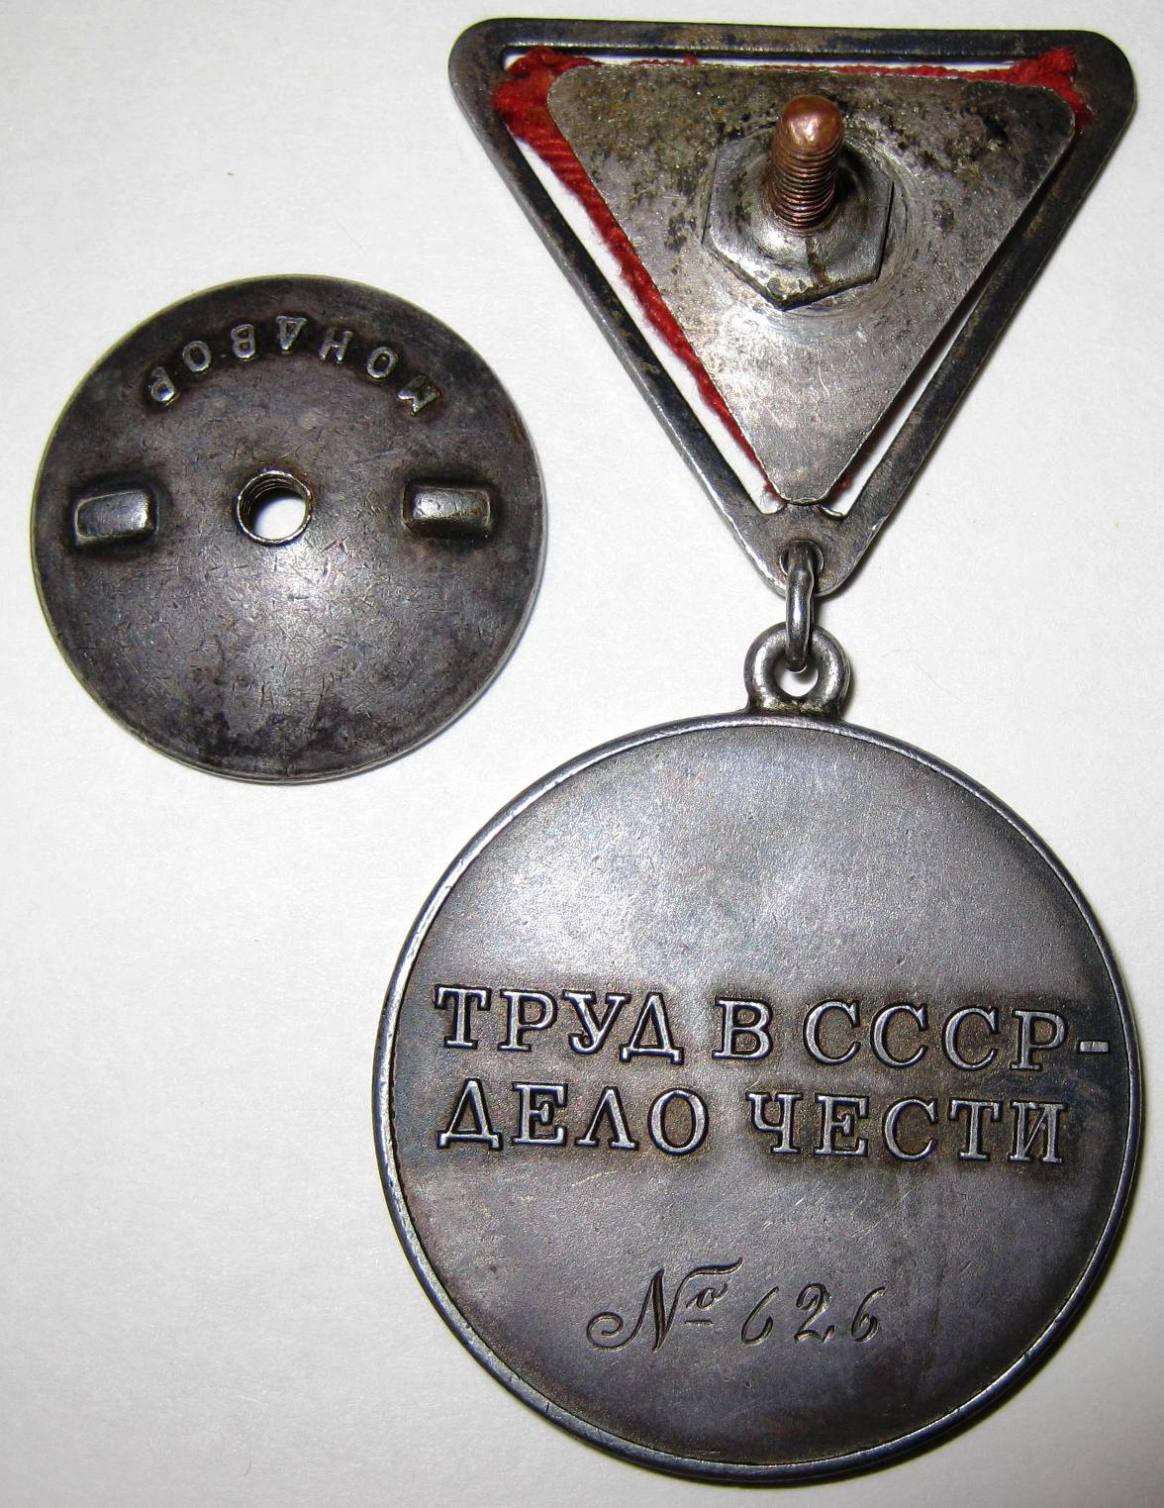 МОНДВОР
ТРУД В СССР-
ДЕЛО ЧЕСТИ
№ 626